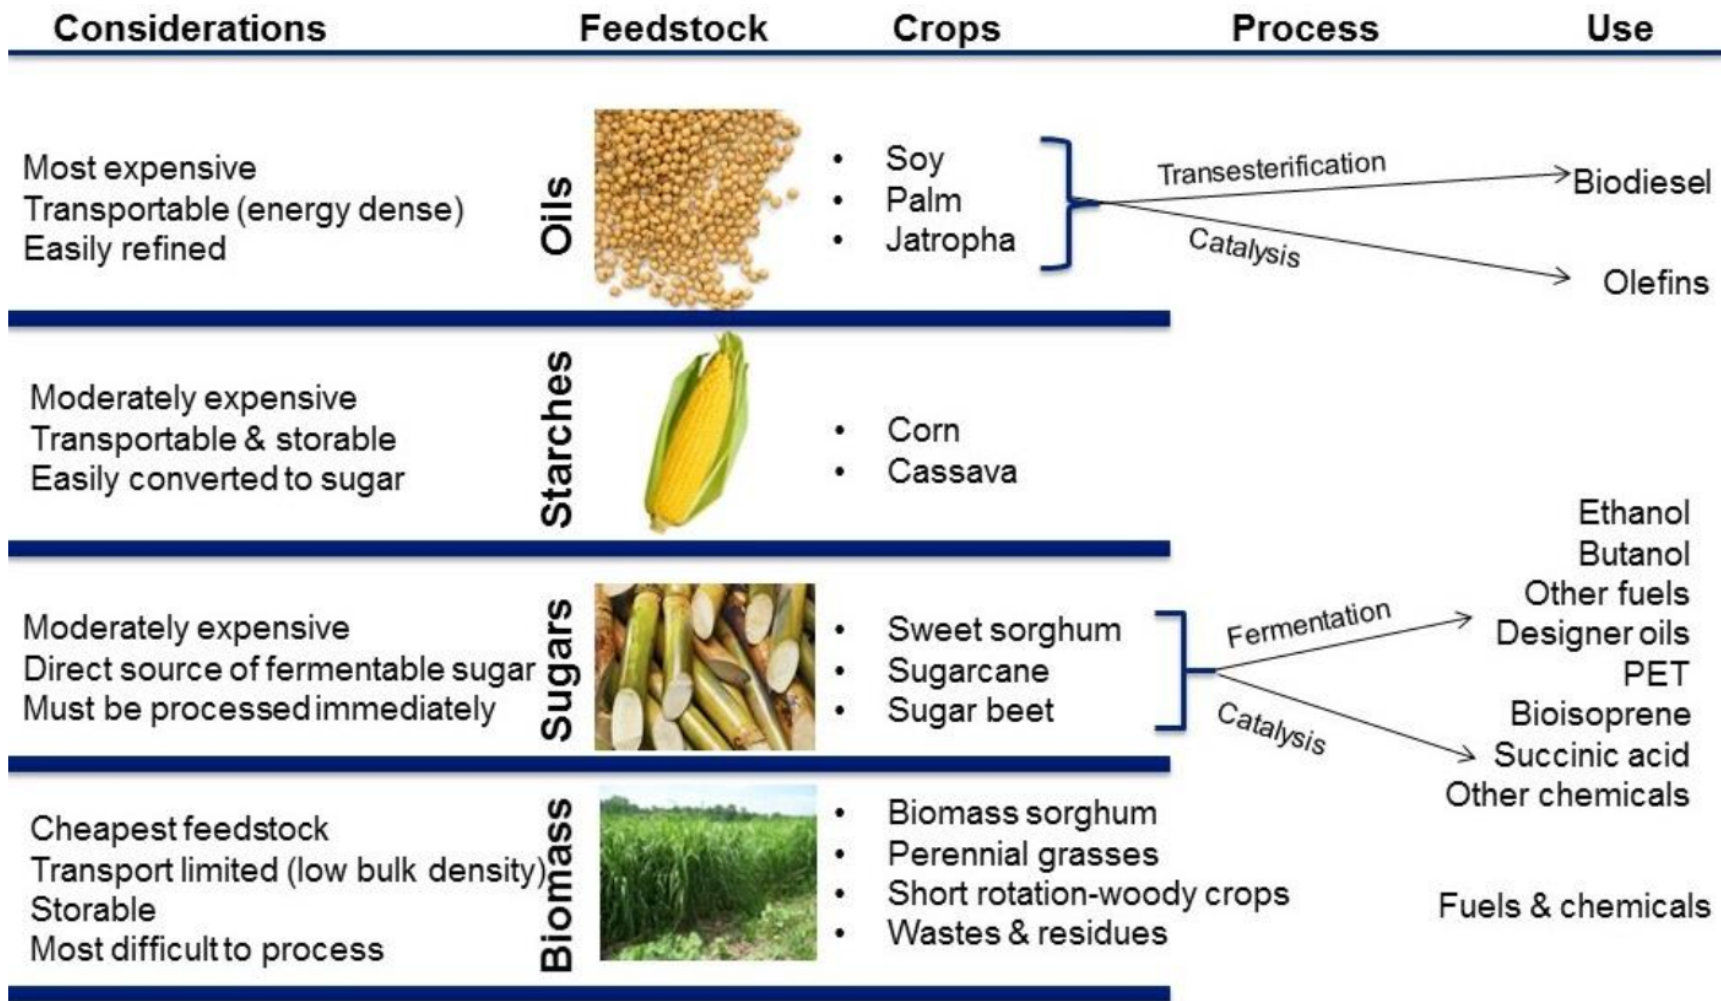 Considerations Feedstock Crops Process Use
Most expensive
Transportable (energy dense)
Easily refined
Oils
• Soy
• Palm
• Jatropha
Transesterification
Catalysis
Biodiesel
Olefins
Moderately expensive
Transportable & storable
Easily converted to sugar
Starches
• Corn
• Cassava
Moderately expensive
Direct source of fermentable sugar
Must be processed immediately
Sugars
• Sweet sorghum
• Sugarcane
• Sugar beet
Fermentation
Catalysis
Ethanol
Butanol
Other fuels
Designer oils
PET
Bioisoprene
Succinic acid
Other chemicals
Cheapest feedstock
Transport limited (low bulk density)
Storable
Most difficult to process
Biomass
• Biomass sorghum
• Perennial grasses
• Short rotation-woody crops
• Wastes & residues
Fuels & chemicals